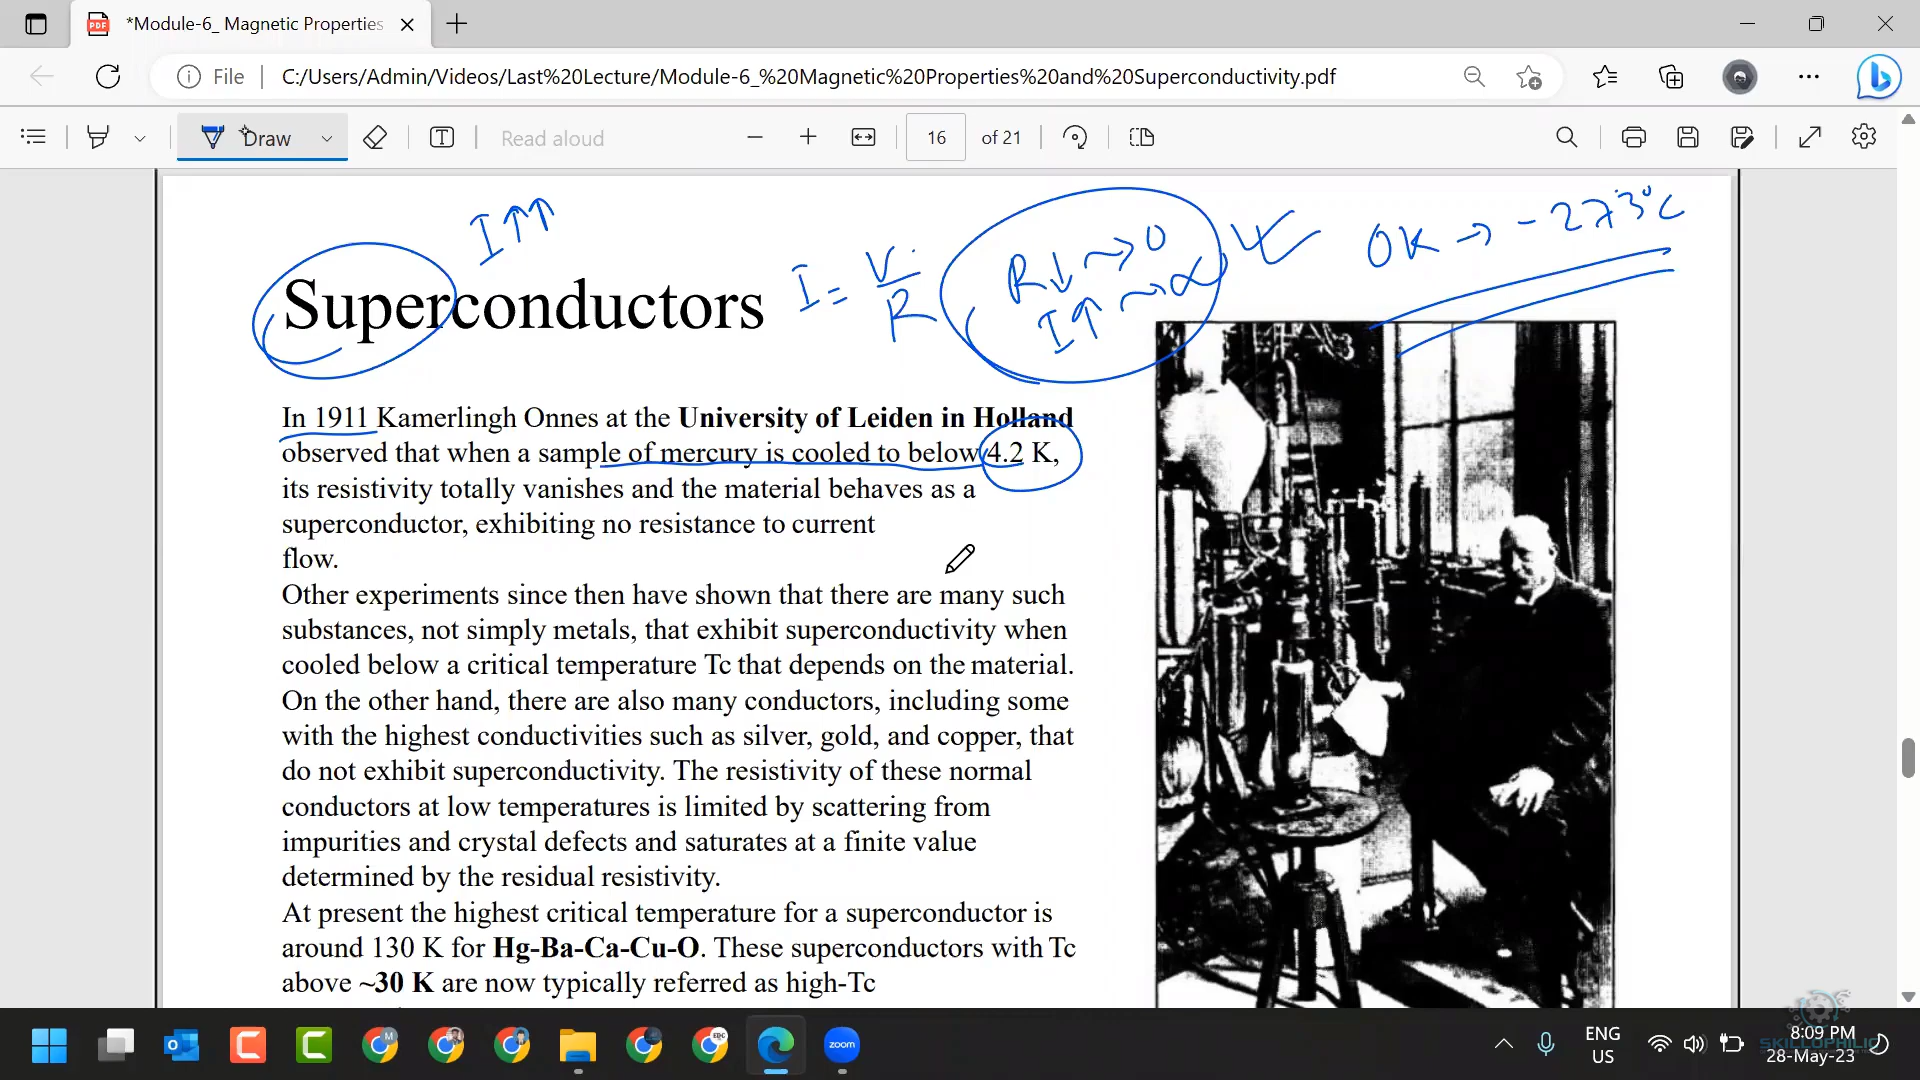 *Module-6_ Magnetic Properties
File
C:/Users/Admin/Videos/Last%20Lecture/Module-6_%20Magnetic%20Properties%20and%20Superconductivity.pdf
Draw
Read aloud
16 of 21
I↑↑
0K → -273°C
I = V/R
R↓ → 0
I↑ → ∝
Superconductors
In 1911 Kamerlingh Onnes at the University of Leiden in Holland
observed that when a sample of mercury is cooled to below 4.2 K,
its resistivity totally vanishes and the material behaves as a
superconductor, exhibiting no resistance to current
flow.
Other experiments since then have shown that there are many such
substances, not simply metals, that exhibit superconductivity when
cooled below a critical temperature Tc that depends on the material.
On the other hand, there are also many conductors, including some
with the highest conductivities such as silver, gold, and copper, that
do not exhibit superconductivity. The resistivity of these normal
conductors at low temperatures is limited by scattering from
impurities and crystal defects and saturates at a finite value
determined by the residual resistivity.
At present the highest critical temperature for a superconductor is
around 130 K for Hg-Ba-Ca-Cu-O. These superconductors with Tc
above ~30 K are now typically referred as high-Tc
zoom
ENG
US
8:09 PM
28-May-23
SKILLOPHILIC